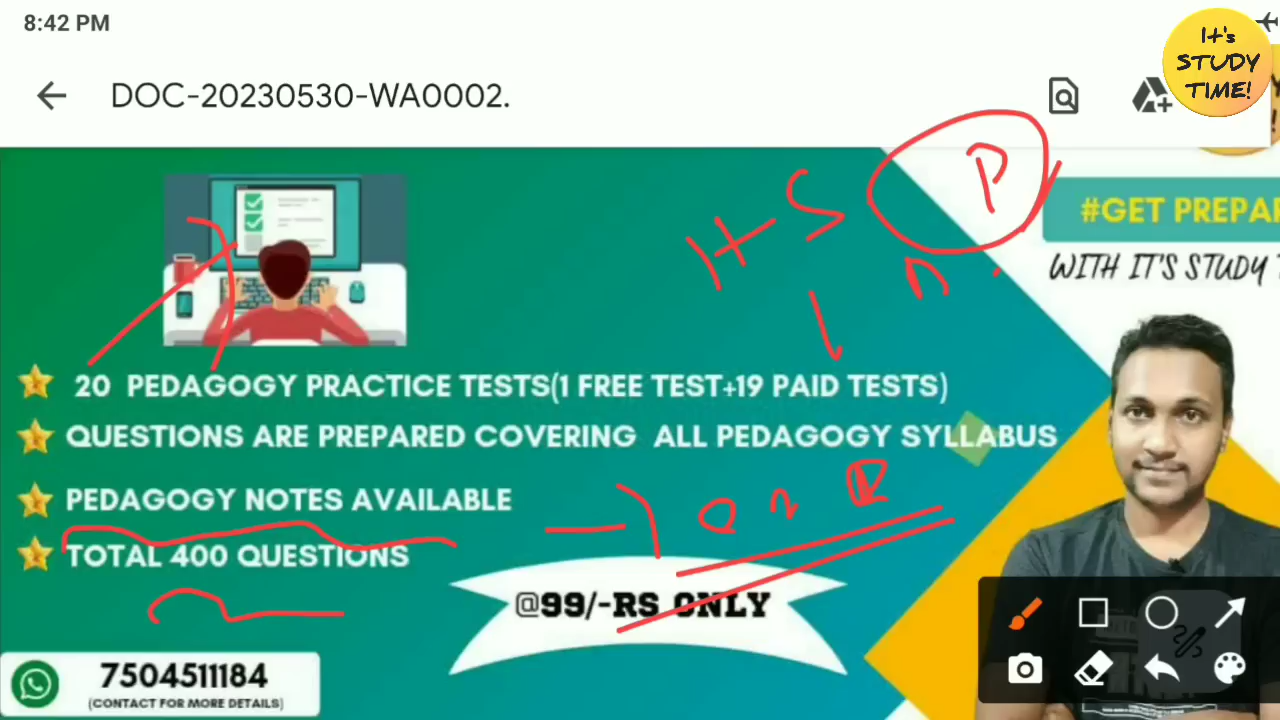 8:42 PM
It's
STUDY
TIME!
DOC-20230530-WA0002.
H S P
#GET PREPA
WITH IT'S STUDY
20 PEDAGOGY PRACTICE TESTS(1 FREE TEST+19 PAID TESTS)
QUESTIONS ARE PREPARED COVERING ALL PEDAGOGY SYLLABUS
PEDAGOGY NOTES AVAILABLE
TOTAL 400 QUESTIONS
@99/-RS ONLY
7504511184
(CONTACT FOR MORE DETAILS)